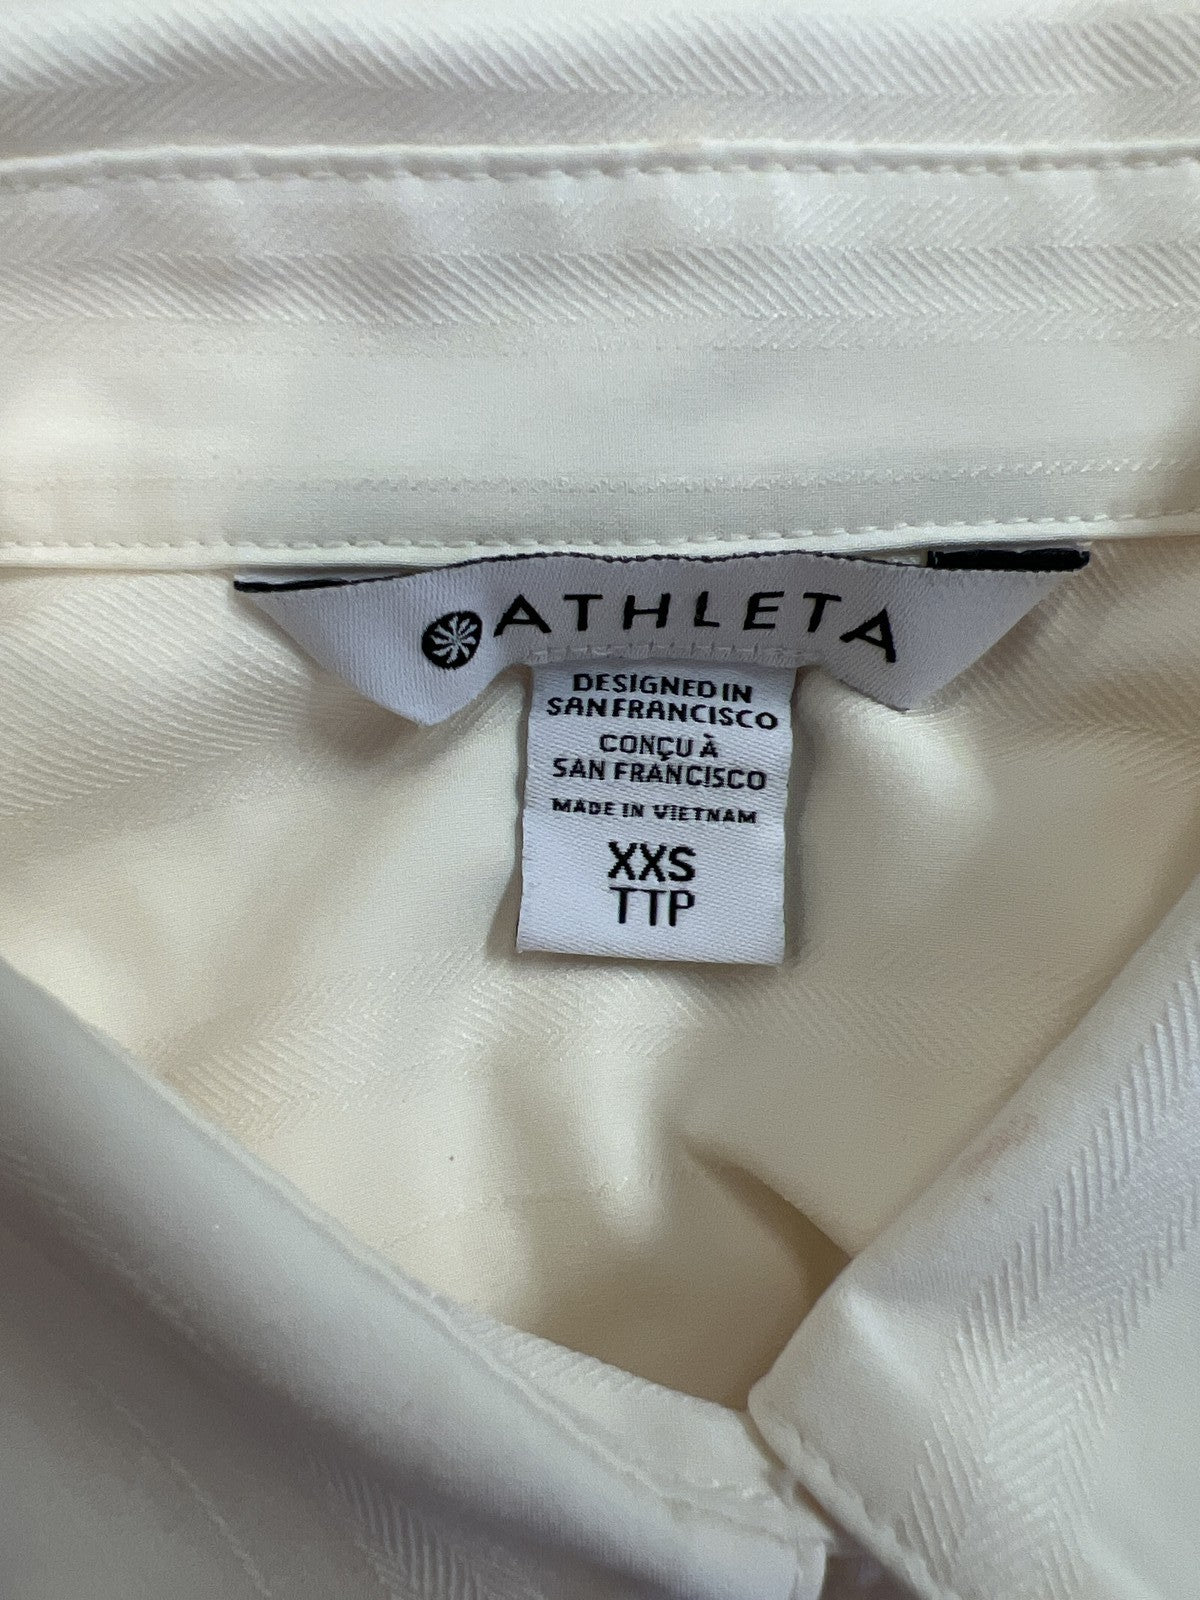 ATHLETA
DESIGNED IN
SAN FRANCISCO
CONÇU À
SAN FRANCISCO
MADE IN VIETNAM
XXS
TTP